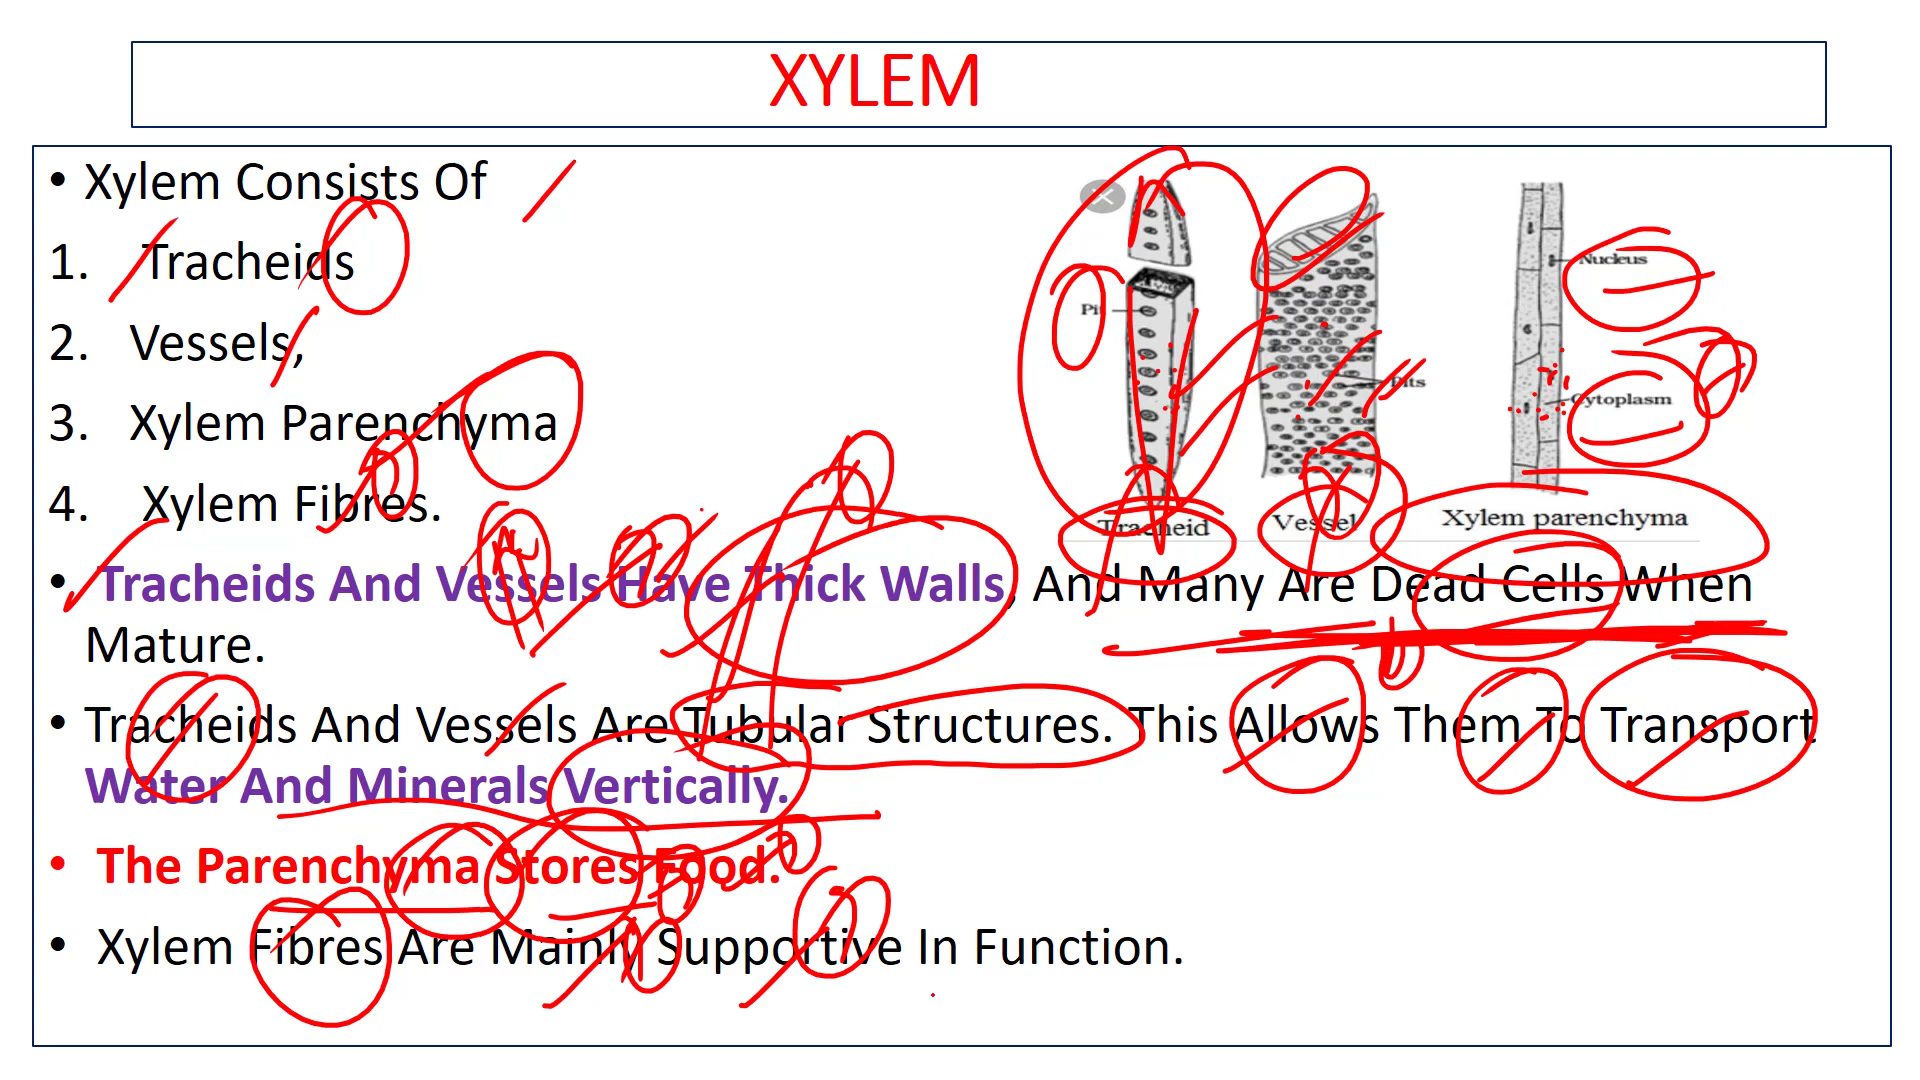 XYLEM
• Xylem Consists Of
1. Tracheids
2. Vessels,
3. Xylem Parenchyma
4. Xylem Fibres.
• Tracheids And Vessels Have Thick Walls, And Many Are Dead Cells When
Mature.
• Tracheids And Vessels Are Tubular Structures. This Allows Them To Transport
Water And Minerals Vertically.
• The Parenchyma Stores Food.
• Xylem Fibres Are Mainly Supportive In Function.
Nucleus
Pit
Pits
Cytoplasm
Tracheid
Vessel
Xylem parenchyma